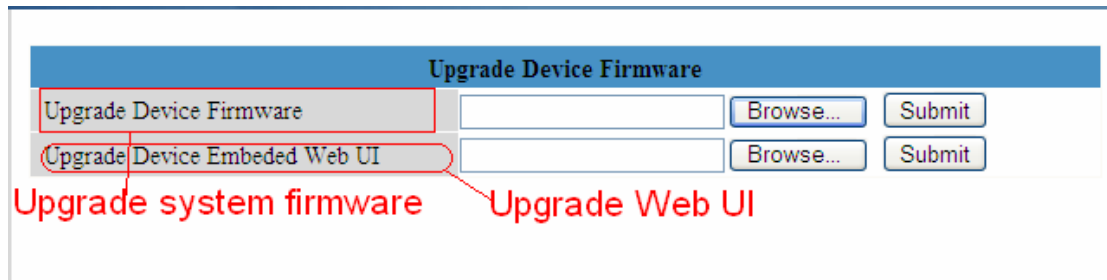 Upgrade Device Firmware
Upgrade Device Firmware Browse... Submit
Upgrade Device Embeded Web UI Browse... Submit
Upgrade system firmware Upgrade Web UI